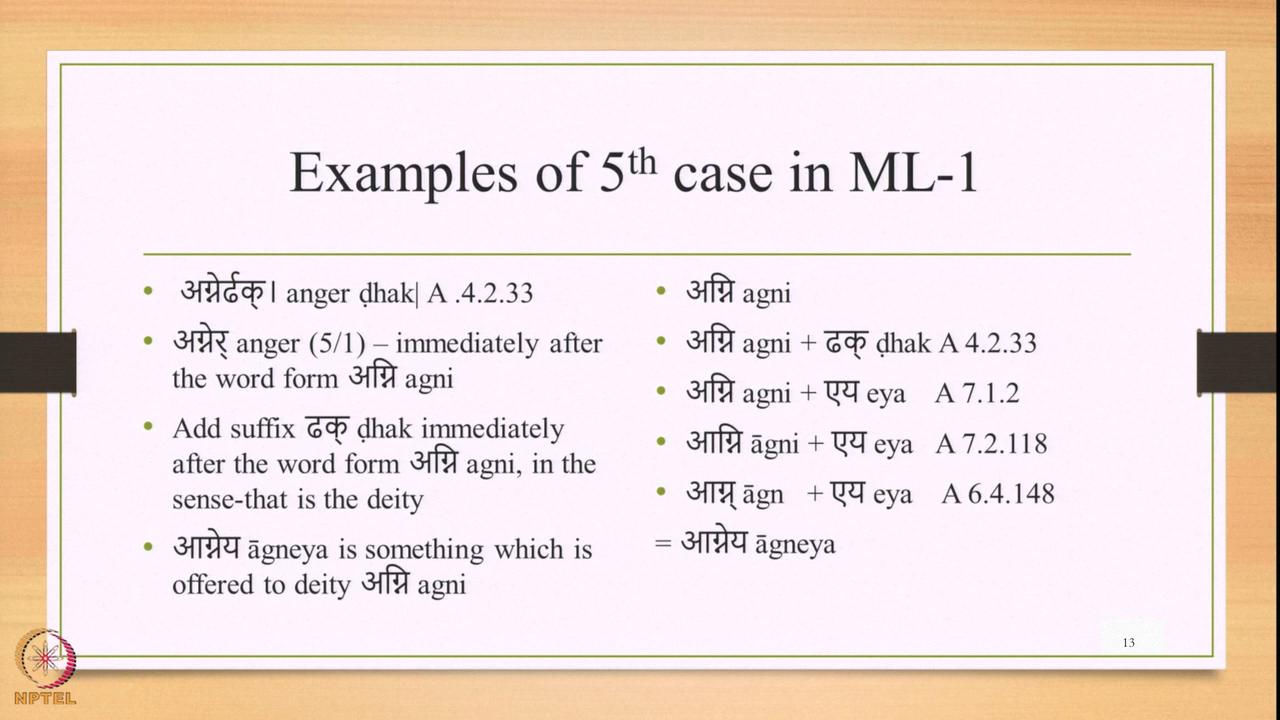 Examples of 5th case in ML-1
अग्नेर्ढक्। anger ḍhak| A .4.2.33
अग्नेर् anger (5/1) – immediately after
the word form अग्नि agni
Add suffix ढक् ḍhak immediately
after the word form अग्नि agni, in the
sense-that is the deity
आग्नेय āgneya is something which is
offered to deity अग्नि agni
अग्नि agni
अग्नि agni + ढक् ḍhak A 4.2.33
अग्नि agni + एय eya A 7.1.2
आग्नि āgni + एय eya A 7.2.118
आग्न् āgn + एय eya A 6.4.148
= आग्नेय āgneya
13
NPTEL